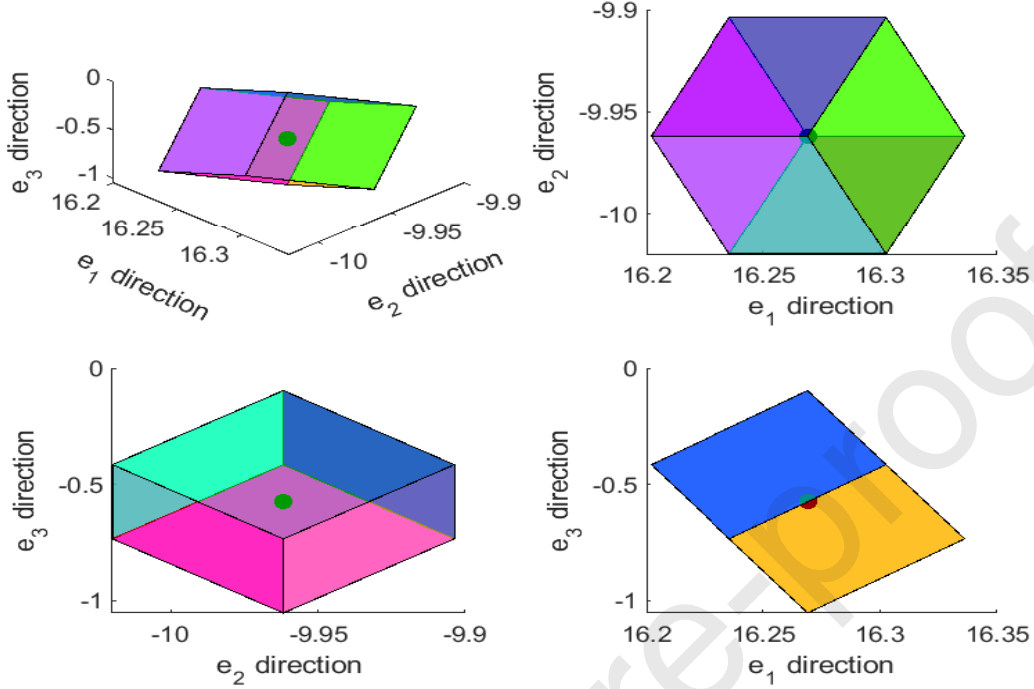 0
-0.5
-1
e3 direction
16.2
16.25
16.3
e1 direction
-10
-9.95
-9.9
e2 direction
-9.9
-9.95
-10
e2 direction
16.2 16.25 16.3 16.35
e1 direction
0
-0.5
-1
e3 direction
-10 -9.95 -9.9
e2 direction
0
-0.5
-1
e3 direction
16.2 16.25 16.3 16.35
e1 direction
re-proof